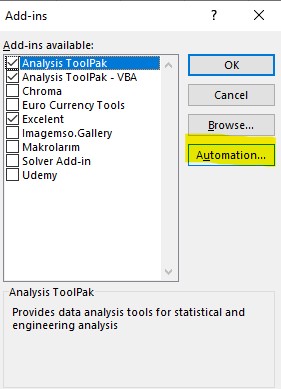 Add-ins
?
Add-ins available:
Analysis ToolPak
Analysis ToolPak - VBA
Chroma
Euro Currency Tools
Excelent
Imagemso.Gallery
Makrolarım
Solver Add-in
Udemy
OK
Cancel
Browse...
Automation...
Analysis ToolPak
Provides data analysis tools for statistical and
engineering analysis